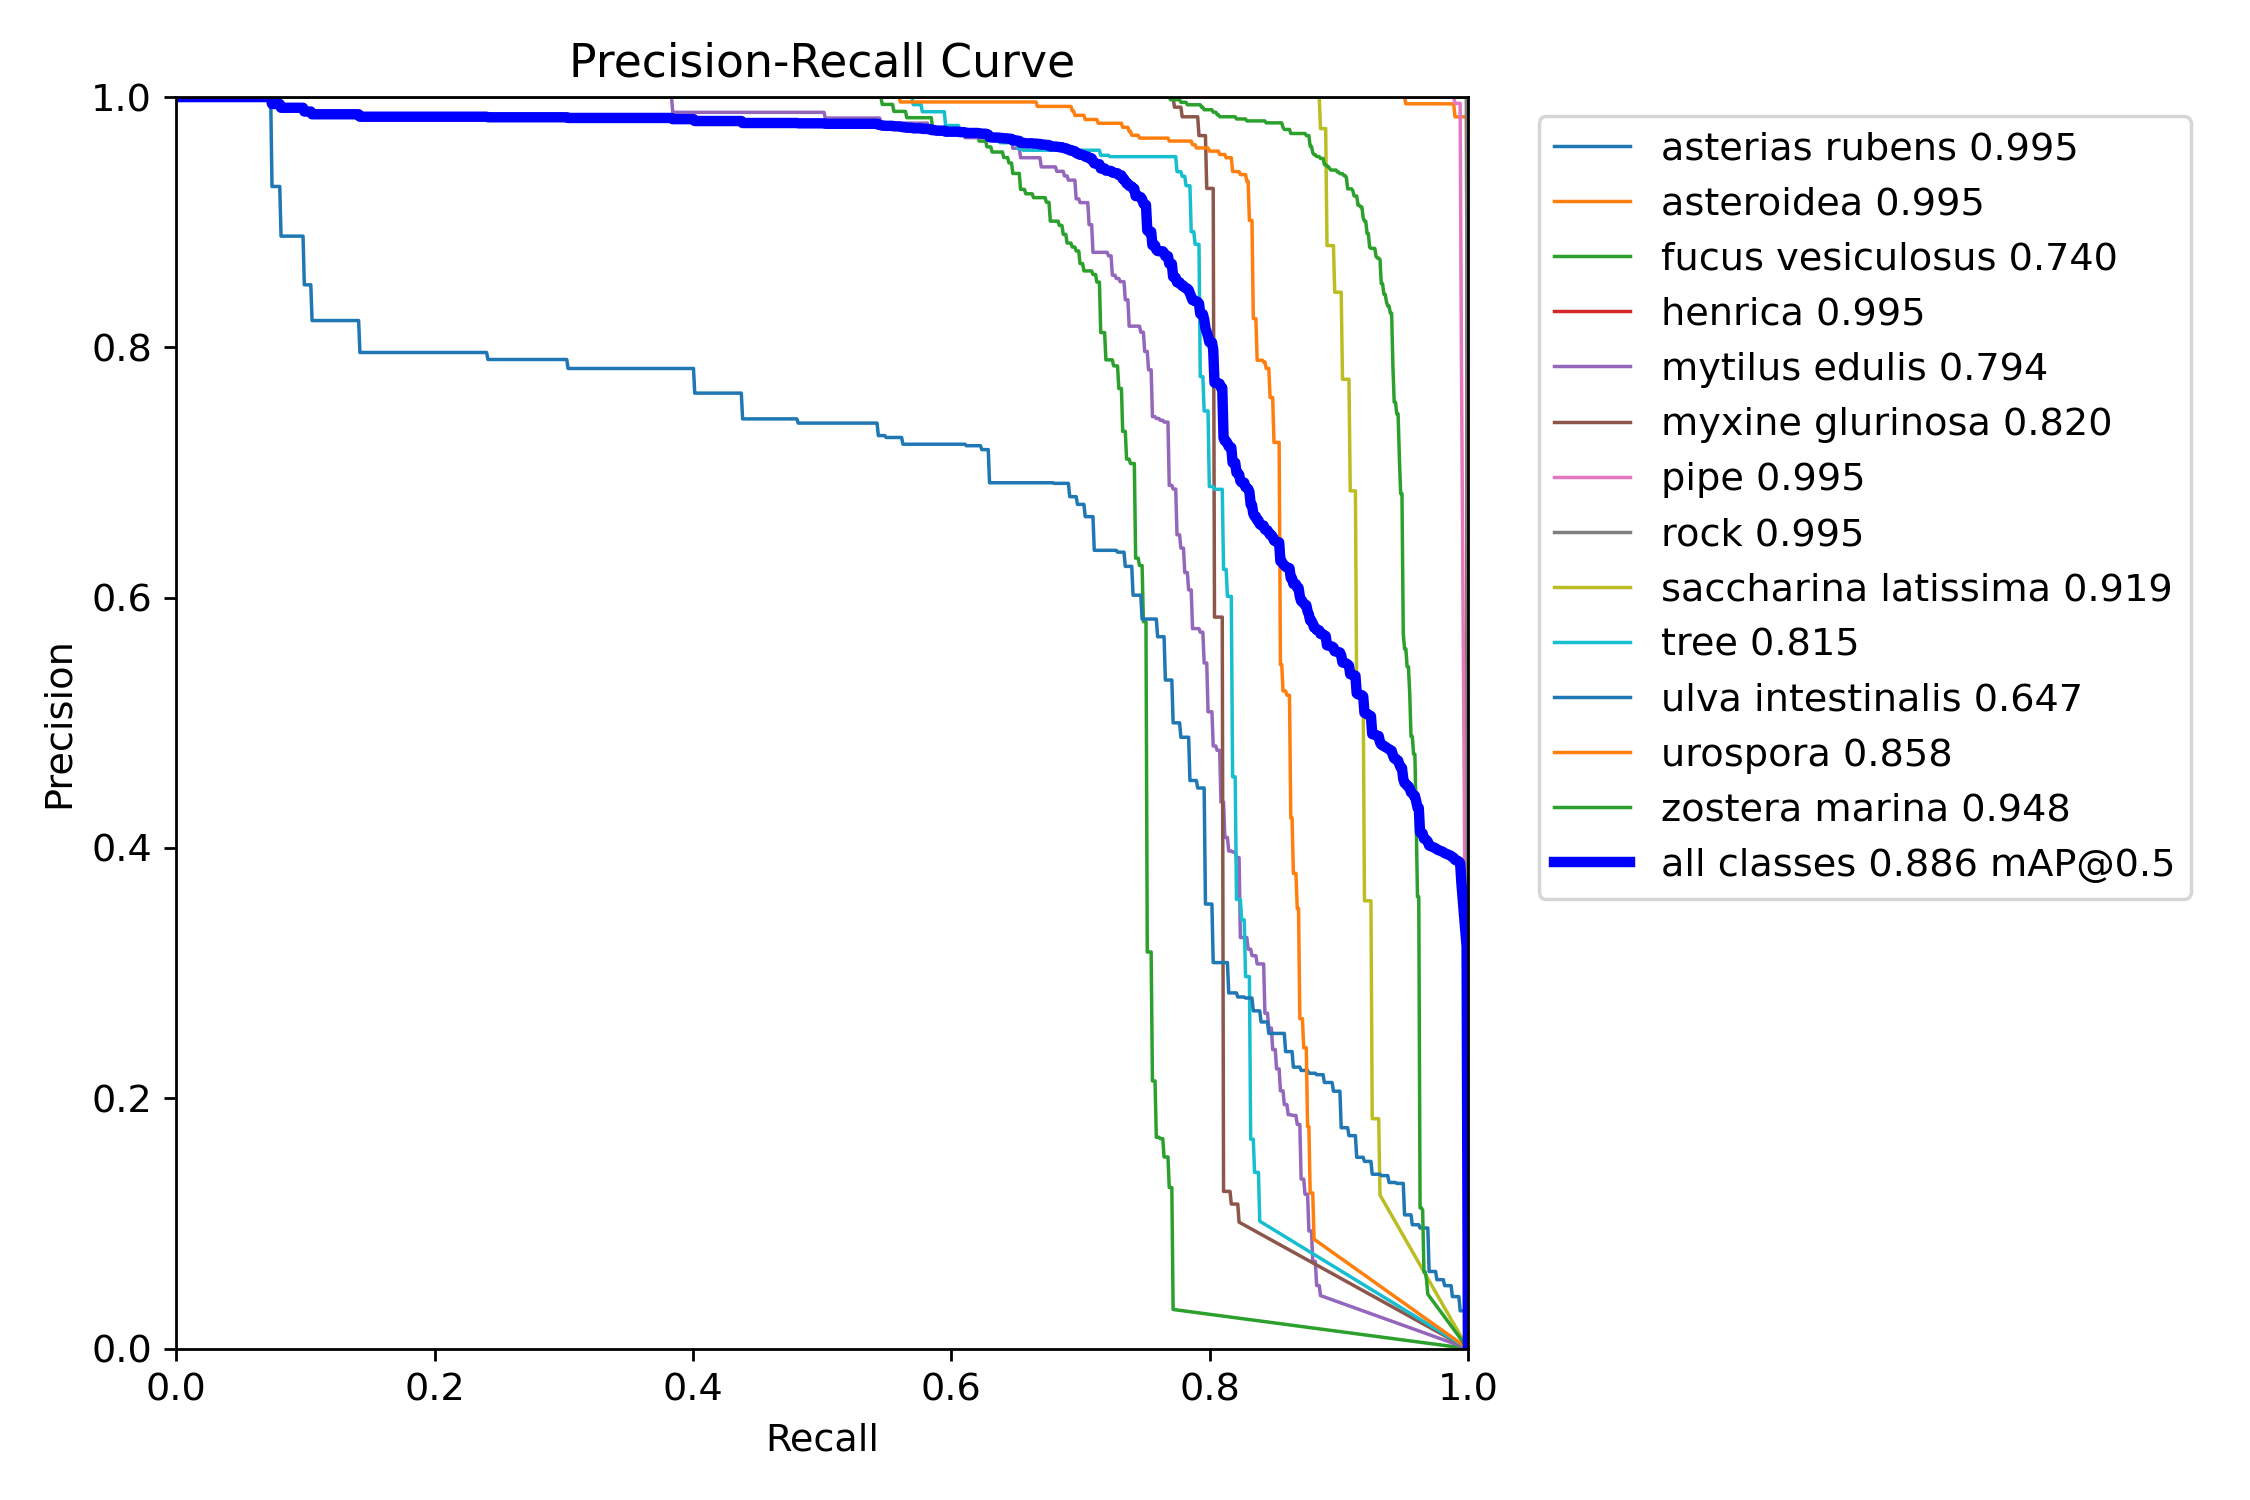 Precision-Recall Curve
1.0
0.8
0.6
0.4
0.2
0.0
Precision
0.0 0.2 0.4 0.6 0.8 1.0
Recall
asterias rubens 0.995
asteroidea 0.995
fucus vesiculosus 0.740
henrica 0.995
mytilus edulis 0.794
myxine glurinosa 0.820
pipe 0.995
rock 0.995
saccharina latissima 0.919
tree 0.815
ulva intestinalis 0.647
urospora 0.858
zostera marina 0.948
all classes 0.886 mAP@0.5